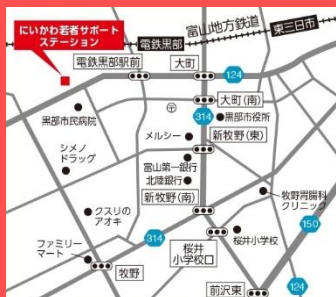 にいかわ若者サポート
ステーション
富山地方鉄道
電鉄黒部
東三日市
電鉄黒部駅前
大町
124
大町(南)
黒部市民病院
314
黒部市役所
メルシー
新牧野(東)
シメノ
ドラッグ
富山第一銀行
北陸銀行
牧野胃腸科
クリニック
新牧野(南)
クスリの
アオキ
150
314
桜井
小学校口
桜井小学校
ファミリー
マート
牧野
前沢東
124